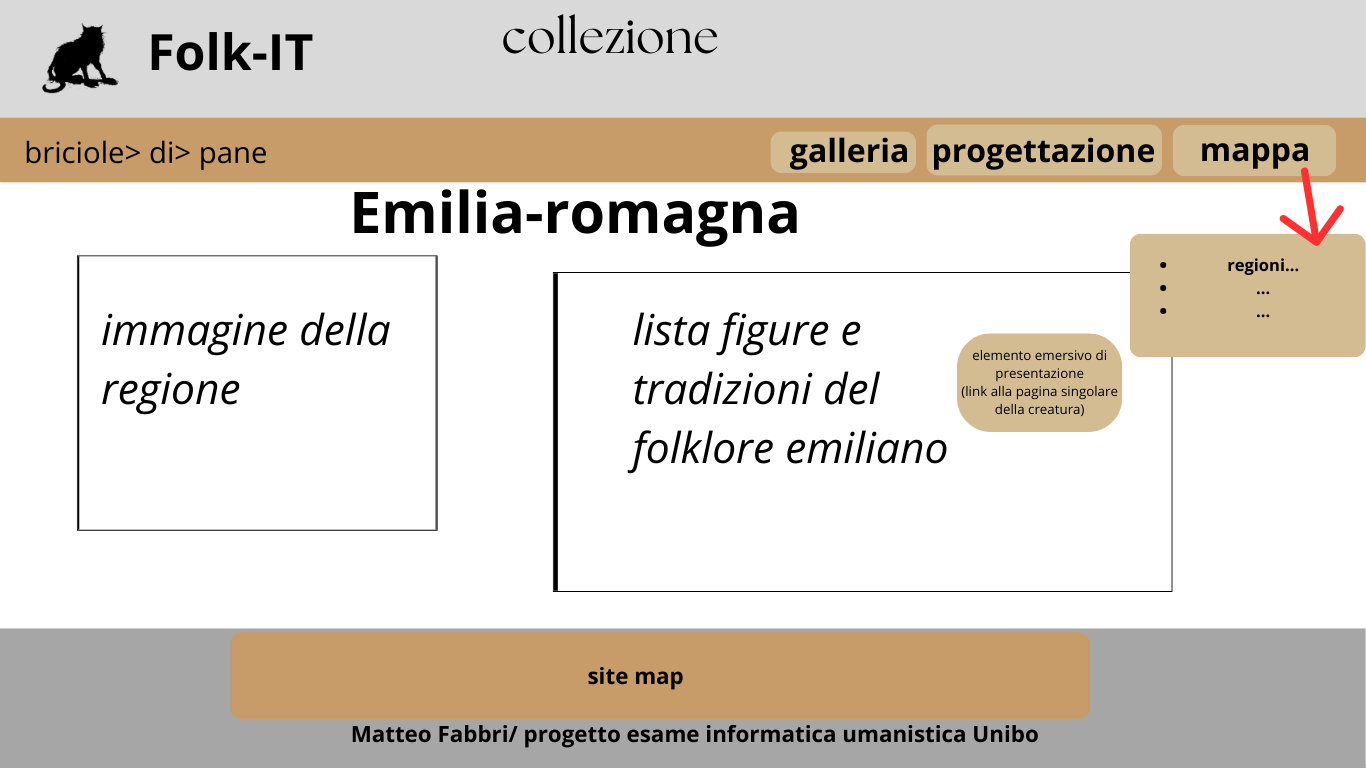 Folk-IT
collezione
briciole> di> pane
galleria
progettazione
mappa
Emilia-romagna
immagine della
regione
lista figure e
tradizioni del
folklore emiliano
elemento emersivo di
presentazione
(link alla pagina singolare
della creatura)
• regioni...
• ...
• ...
site map
Matteo Fabbri/ progetto esame informatica umanistica Unibo